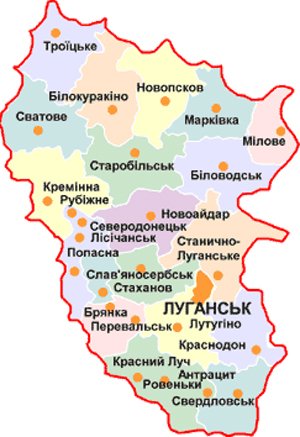 Троїцьке
Білокуракіно
Новопсков
Сватове
Марківка
Мілове
Старобільськ
Біловодськ
Кремінна
Рубіжне
Новоайдар
Северодонецьк
Лісічанськ
Станично-
Луганське
Попасна
Слав'яносербськ
Стаханов
ЛУГАНСЬК
Брянка
Перевальськ
Лутугіно
Краснодон
Красний Луч
Антрацит
Ровеньки
Свердловськ